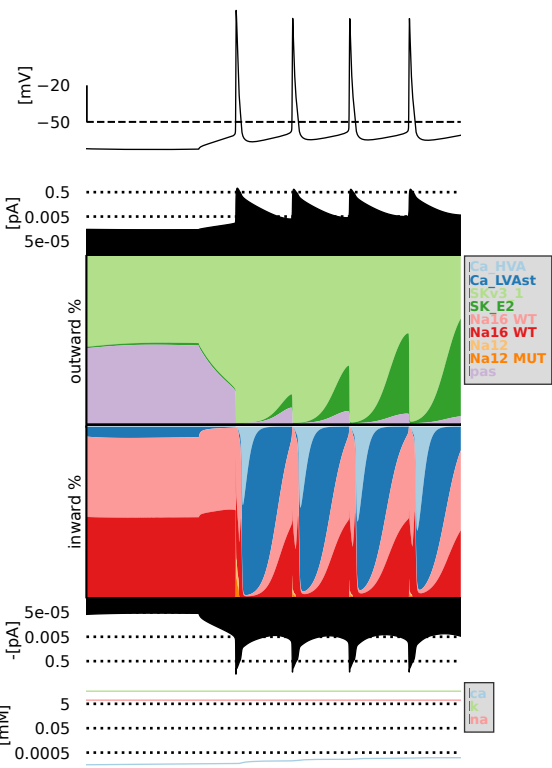 [mV]
−20
−50
[pA]
0.5
0.005
5e-05
outward %
Ca_HVA
Ca_LVAst
SKv3_1
SK_E2
Na16 WT
Na16 WT
Na12
Na12 MUT
pas
inward %
-[pA]
5e-05
0.005
0.5
[mM]
5
0.05
0.0005
ca
k
na